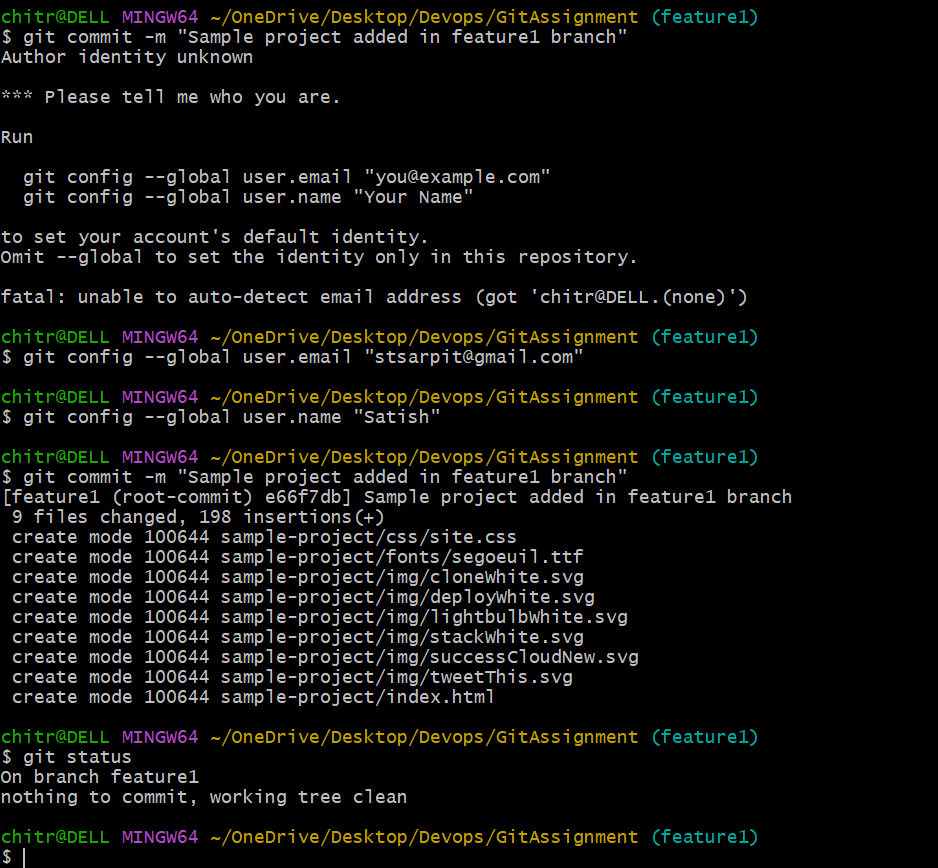 chitr@DELL MINGW64 ~/OneDrive/Desktop/Devops/GitAssignment (feature1)
$ git commit -m "Sample project added in feature1 branch"
Author identity unknown
*** Please tell me who you are.
Run
git config --global user.email "you@example.com"
git config --global user.name "Your Name"
to set your account's default identity.
Omit --global to set the identity only in this repository.
fatal: unable to auto-detect email address (got 'chitr@DELL.(none)')
chitr@DELL MINGW64 ~/OneDrive/Desktop/Devops/GitAssignment (feature1)
$ git config --global user.email "stsarpit@gmail.com"
chitr@DELL MINGW64 ~/OneDrive/Desktop/Devops/GitAssignment (feature1)
$ git config --global user.name "Satish"
chitr@DELL MINGW64 ~/OneDrive/Desktop/Devops/GitAssignment (feature1)
$ git commit -m "Sample project added in feature1 branch"
[feature1 (root-commit) e66f7db] Sample project added in feature1 branch
9 files changed, 198 insertions(+)
create mode 100644 sample-project/css/site.css
create mode 100644 sample-project/fonts/segoeuil.ttf
create mode 100644 sample-project/img/cloneWhite.svg
create mode 100644 sample-project/img/deployWhite.svg
create mode 100644 sample-project/img/lightbulbWhite.svg
create mode 100644 sample-project/img/stackWhite.svg
create mode 100644 sample-project/img/successCloudNew.svg
create mode 100644 sample-project/img/tweetThis.svg
create mode 100644 sample-project/index.html
chitr@DELL MINGW64 ~/OneDrive/Desktop/Devops/GitAssignment (feature1)
$ git status
On branch feature1
nothing to commit, working tree clean
chitr@DELL MINGW64 ~/OneDrive/Desktop/Devops/GitAssignment (feature1)
$